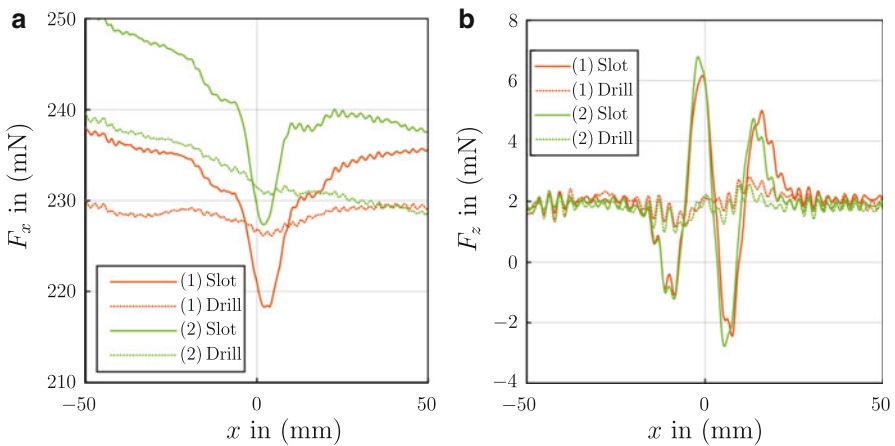 a
250
240
230
220
210
−50
0
50
x in (mm)
F_x in (mN)
(1) Slot
(1) Drill
(2) Slot
(2) Drill
b
8
6
4
2
0
−2
−4
−50
0
50
x in (mm)
F_z in (mN)
(1) Slot
(1) Drill
(2) Slot
(2) Drill